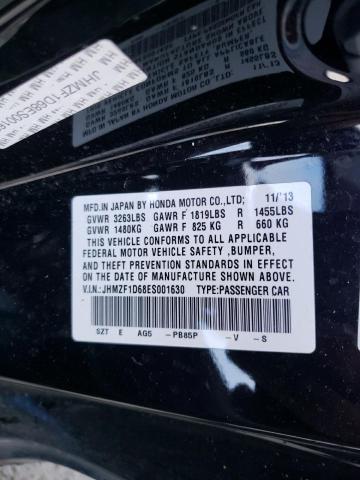 JHMZF1D68ES001
MFD IN JAPAN BY HONDA MOTOR CO.,LTD; 11/13
GVWR 3263LBS GAWR F 1819LBS R 1455LBS
GVWR 1480KG GAWR F 825 KG R 660 KG
THIS VEHICLE CONFORMS TO ALL APPLICABLE
FEDERAL MOTOR VEHICLE SAFETY, BUMPER,
AND THEFT PREVENTION STANDARDS IN EFFECT
ON THE DATE OF MANUFACTURE SHOWN ABOVE.
V.I.N.:JHMZF1D68ES001630 TYPE:PASSENGER CAR
SZT E AG5 -PB85P -V -S